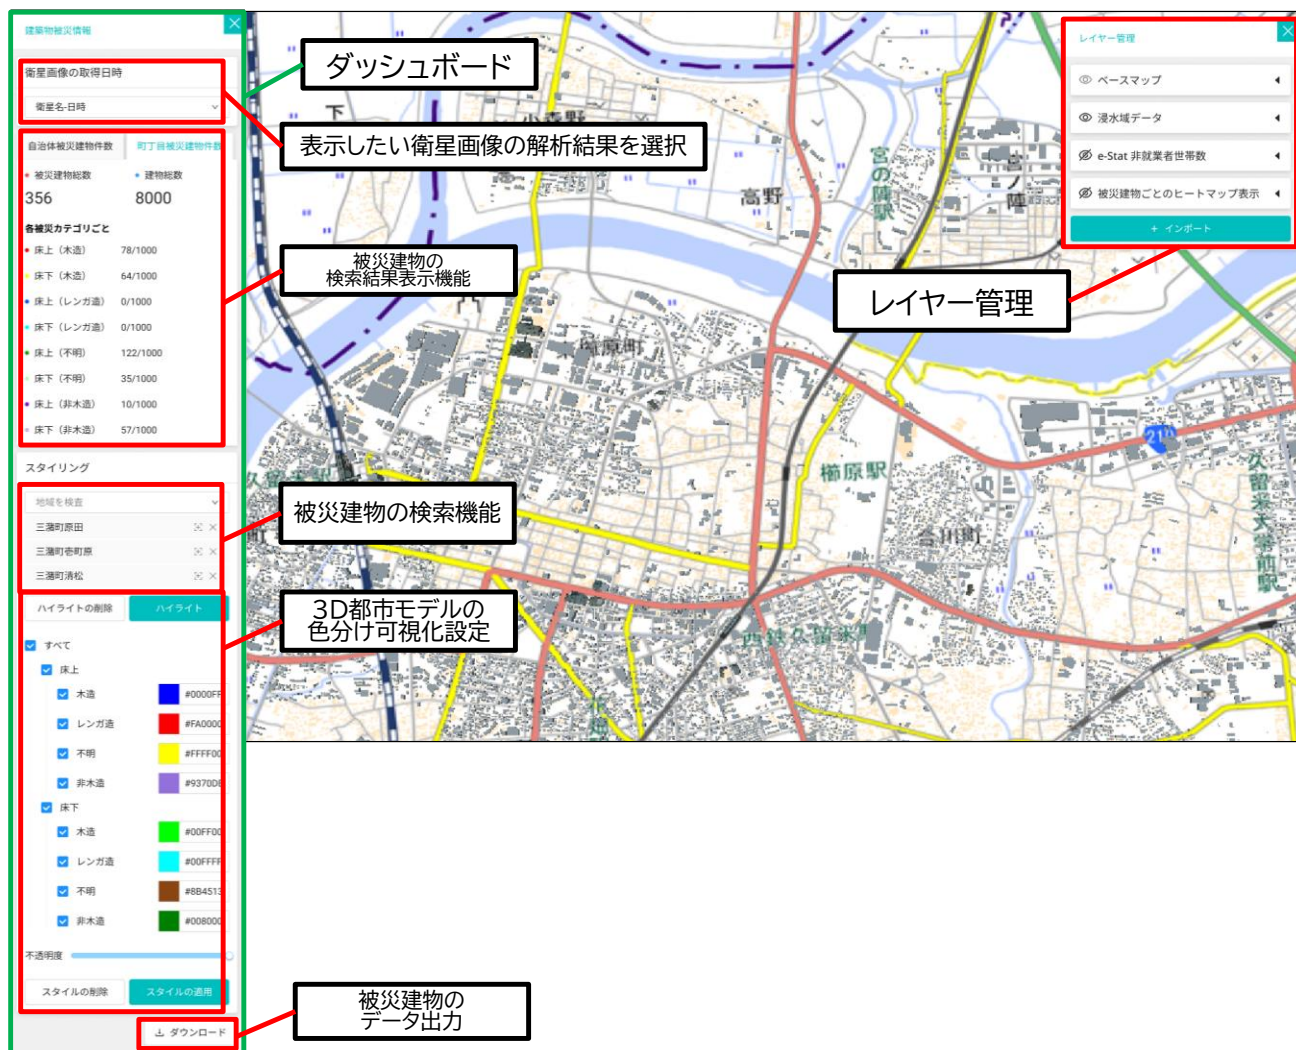 建築物被災情報
衛星画像の取得日時
衛星名-日時
自治体被災建物件数
町丁目被災建物件数
被災建物総数
建物総数
356
8000
各被災カテゴリごと
床上（木造） 78/1000
床下（木造） 64/1000
床上（レンガ造） 0/1000
床下（レンガ造） 0/1000
床上（不明） 122/1000
床下（不明） 35/1000
床上（非木造） 10/1000
床下（非木造） 57/1000
スタイリング
地域を検査
三潴町原田
三潴町壱町原
三潴町清松
ハイライトの削除
ハイライト
すべて
床上
木造 #0000FF
レンガ造 #FA0000
不明 #FFFF00
非木造 #9370DB
床下
木造 #00FF00
レンガ造 #00FFFF
不明 #8B4513
非木造 #008000
不透明度
スタイルの削除
スタイルの適用
ダウンロード
ダッシュボード
表示したい衛星画像の解析結果を選択
被災建物の
検索結果表示機能
被災建物の検索機能
3D都市モデルの
色分け可視化設定
被災建物の
データ出力
レイヤー管理
レイヤー管理
ベースマップ
浸水域データ
e-Stat 非就業者世帯数
被災建物ごとのヒートマップ表示
+ インポート
下
小森野
高野
宮の陣駅
宮ノ陣
櫛原町
櫛原駅
合川町
西鉄久留米
久留米大学前駅
210